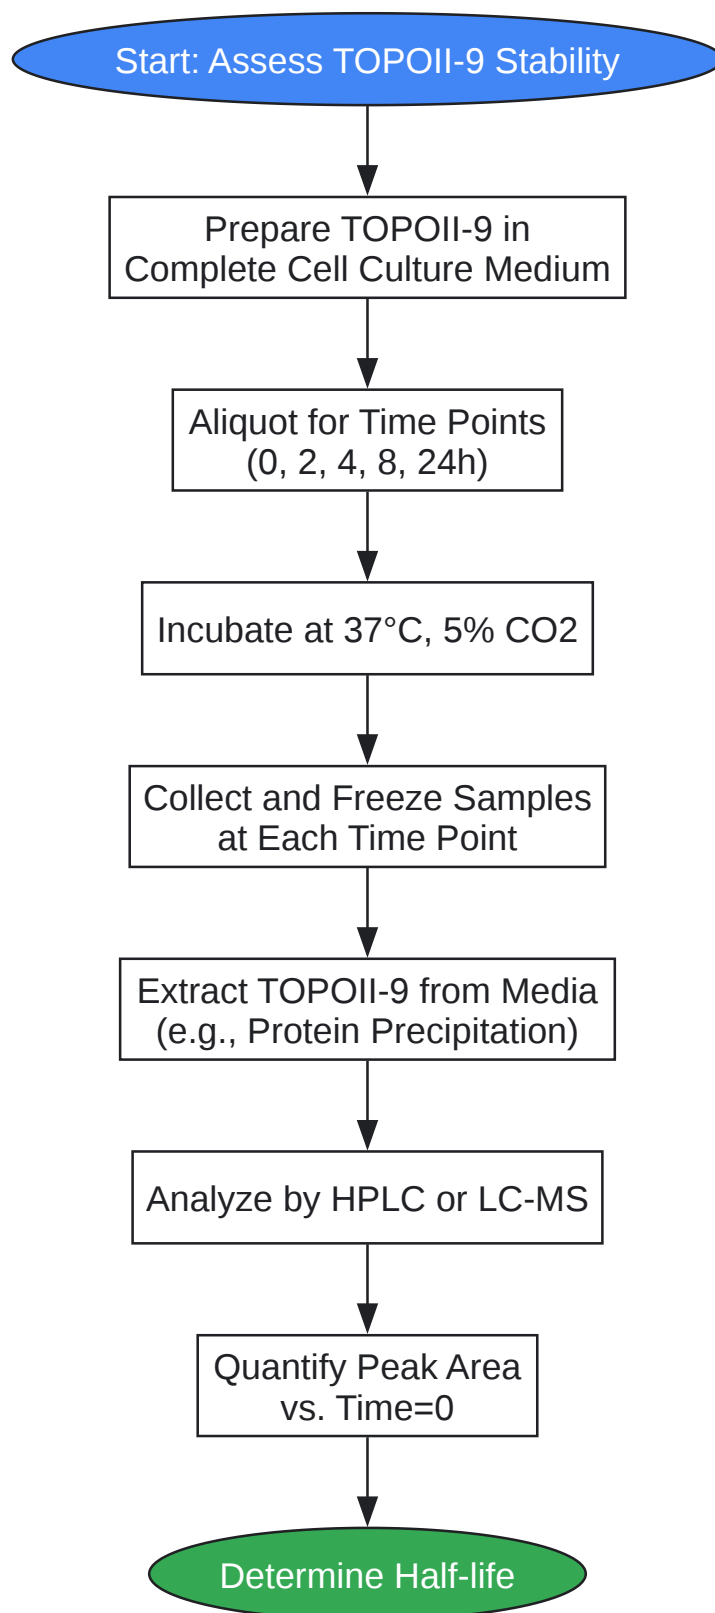 Start: Assess TOPOII-9 Stability
Prepare TOPOII-9 in
Complete Cell Culture Medium
Aliquot for Time Points
(0, 2, 4, 8, 24h)
Incubate at 37°C, 5% CO2
Collect and Freeze Samples
at Each Time Point
Extract TOPOII-9 from Media
(e.g., Protein Precipitation)
Analyze by HPLC or LC-MS
Quantify Peak Area
vs. Time=0
Determine Half-life